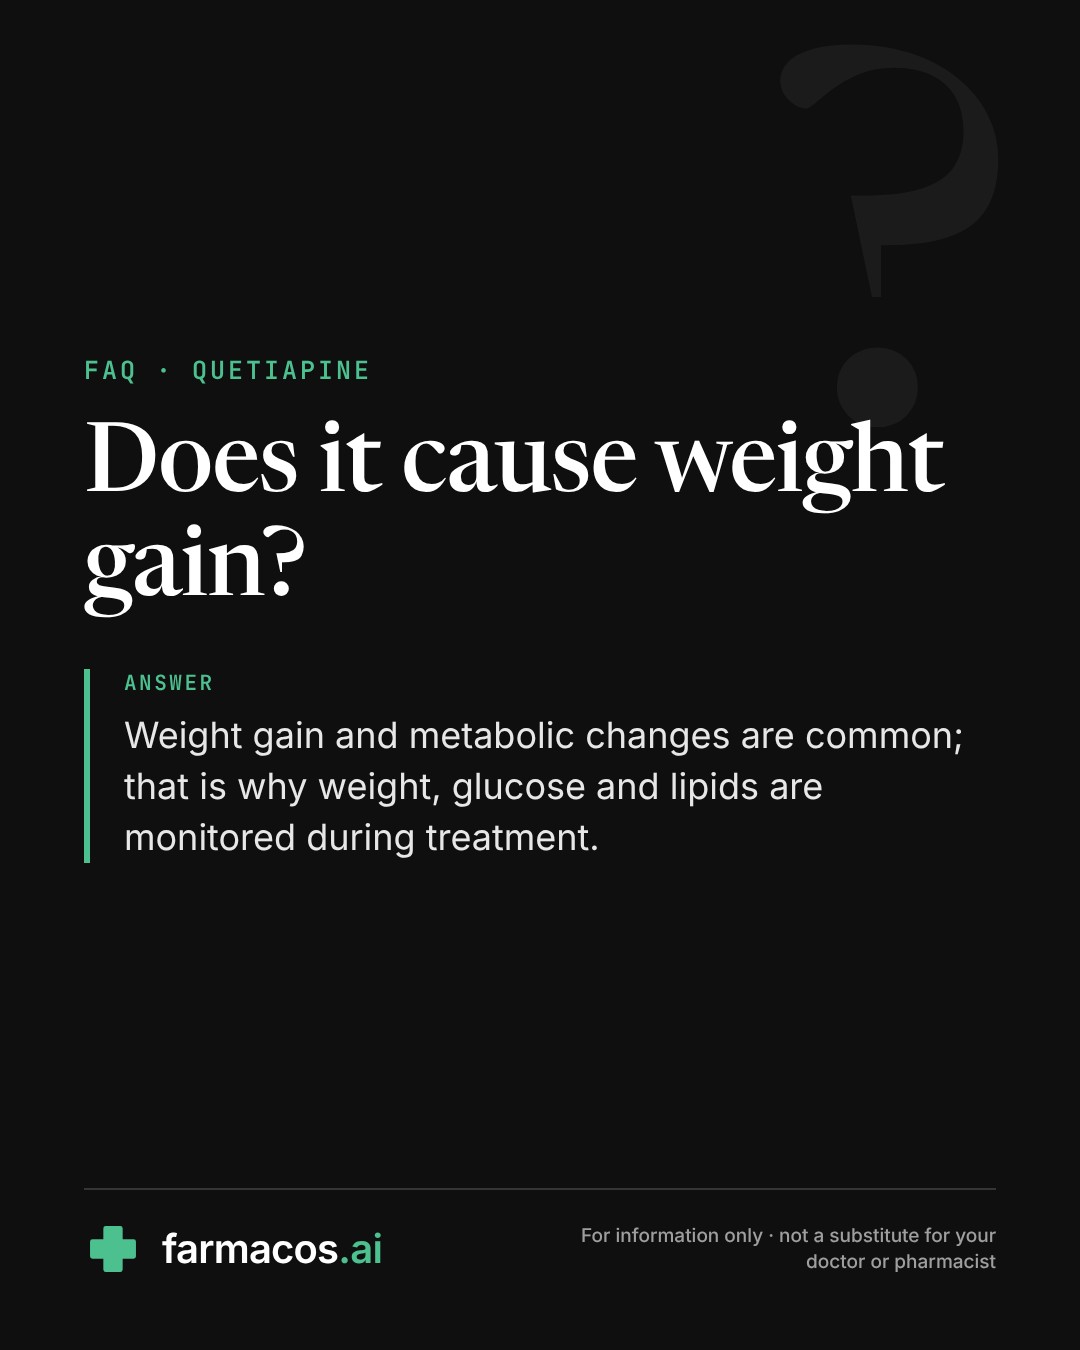 FAQ · QUETIAPINE
Does it cause weight
gain?
ANSWER
Weight gain and metabolic changes are common;
that is why weight, glucose and lipids are
monitored during treatment.
farmacos.ai
For information only · not a substitute for your
doctor or pharmacist